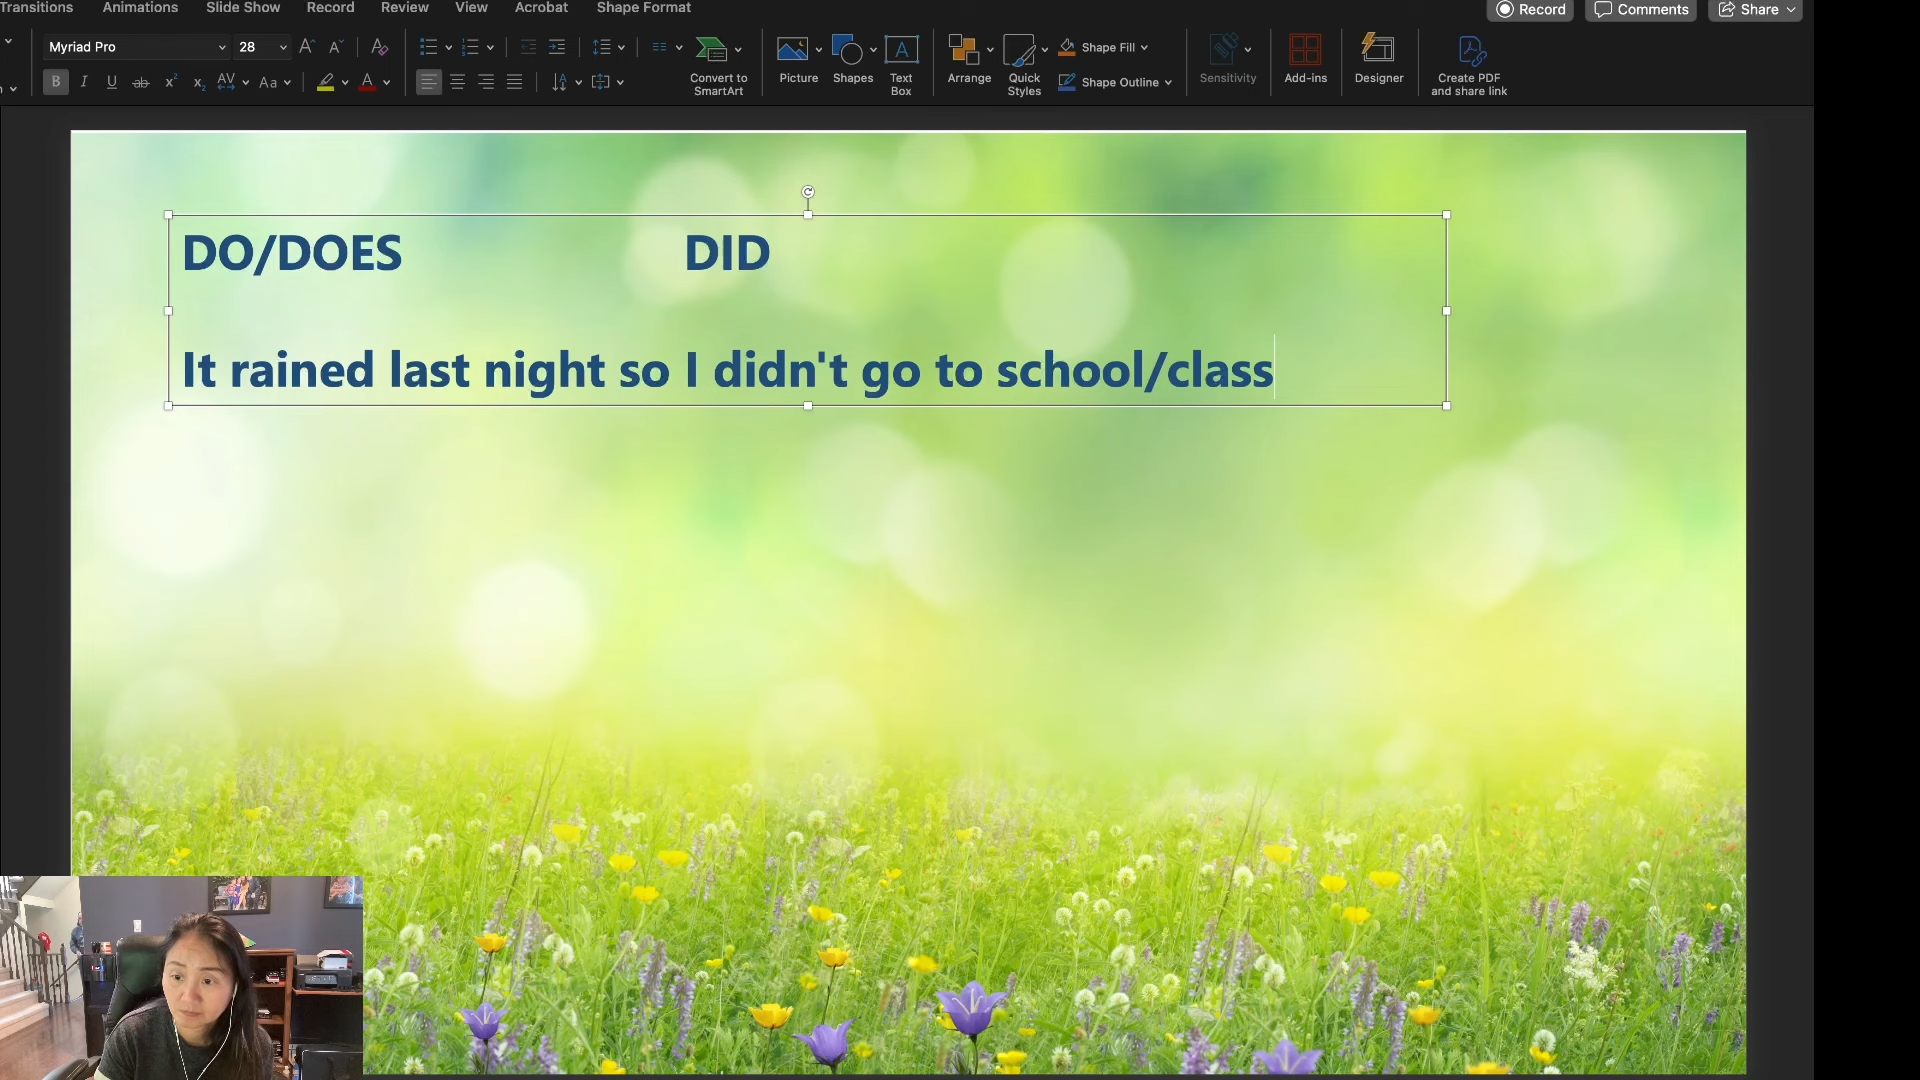 Transitions Animations Slide Show Record Review View Acrobat Shape Format Record Comments Share
Myriad Pro 28
Convert to SmartArt Picture Shapes Text Box Arrange Quick Styles Shape Fill Shape Outline Sensitivity Add-ins Designer Create PDF and share link
DO/DOES DID
It rained last night so I didn't go to school/class